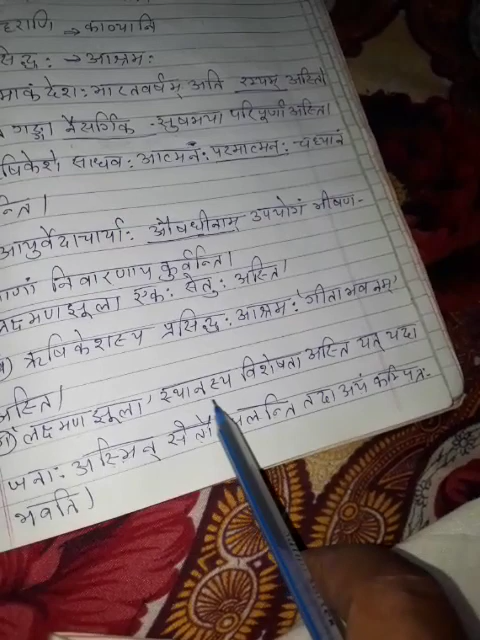 हराणि → काव्यानि
सिद्धः → आश्रमः
माकं देशः भारतवर्षम् अति रम्यम् अस्ति।
गङ्गा नैसर्गिक - सुषमया परिपूर्णा अस्ति।
षिकेशे साधवः आत्मनः परमात्मनः च ध्यानं
न्ति।
आयुर्वेदाचार्याः औषधीनाम् उपयोगं भीषण-
गाणां निवारणाय कुर्वन्ति।
लक्ष्मणझूला एकः सेतुः अस्ति।
ऋषिकेशस्य प्रसिद्धः आश्रमः 'गीताभवनम्'
अस्ति।
लक्ष्मणझूला' स्थानस्य विशेषता अस्ति यत् यदा
जनाः अस्मिन् सेतौ चलन्ति तदा अयं कम्पित-
भवति।